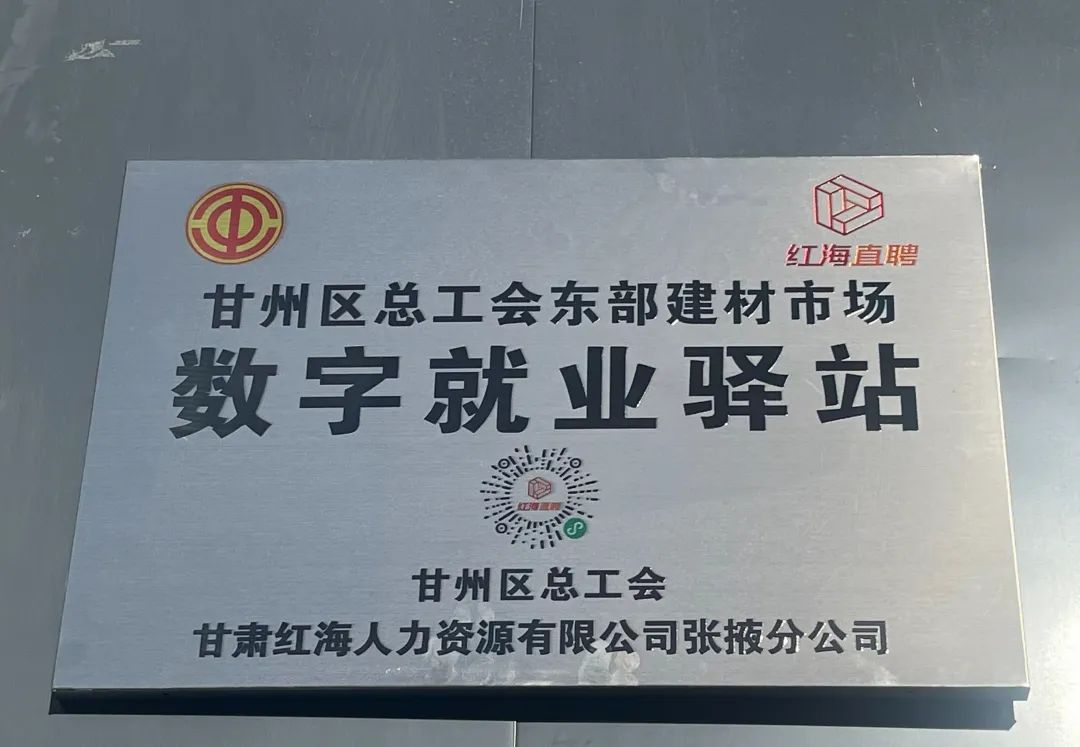 红海直聘
甘州区总工会东部建材市场
数字就业驿站
红海直聘
甘州区总工会
甘肃红海人力资源有限公司张掖分公司